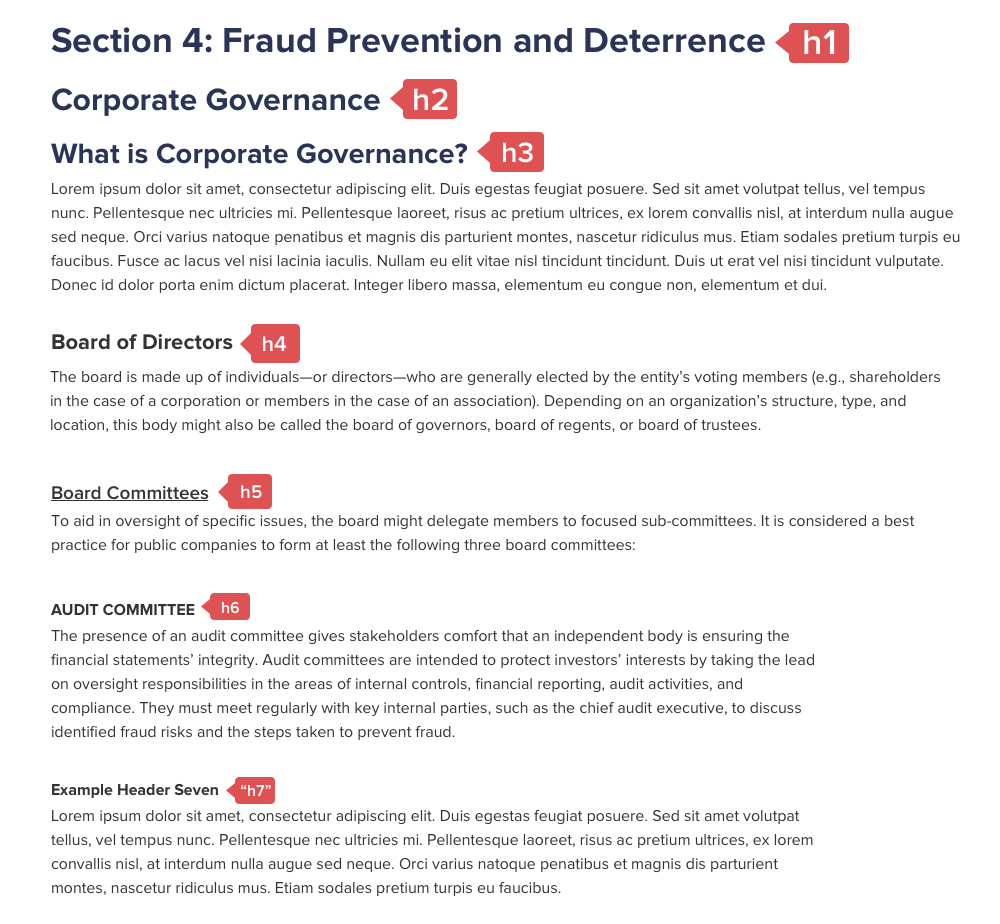 Section 4: Fraud Prevention and Deterrence h1
Corporate Governance h2
What is Corporate Governance? h3
Lorem ipsum dolor sit amet, consectetur adipiscing elit. Duis egestas feugiat posuere. Sed sit amet volutpat tellus, vel tempus
nunc. Pellentesque nec ultricies mi. Pellentesque laoreet, risus ac pretium ultrices, ex lorem convallis nisl, at interdum nulla augue
sed neque. Orci varius natoque penatibus et magnis dis parturient montes, nascetur ridiculus mus. Etiam sodales pretium turpis eu
faucibus. Fusce ac lacus vel nisi lacinia iaculis. Nullam eu elit vitae nisl tincidunt tincidunt. Duis ut erat vel nisi tincidunt vulputate.
Donec id dolor porta enim dictum placerat. Integer libero massa, elementum eu congue non, elementum et dui.
Board of Directors h4
The board is made up of individuals—or directors—who are generally elected by the entity’s voting members (e.g., shareholders
in the case of a corporation or members in the case of an association). Depending on an organization’s structure, type, and
location, this body might also be called the board of governors, board of regents, or board of trustees.
Board Committees h5
To aid in oversight of specific issues, the board might delegate members to focused sub-committees. It is considered a best
practice for public companies to form at least the following three board committees:
AUDIT COMMITTEE h6
The presence of an audit committee gives stakeholders comfort that an independent body is ensuring the
financial statements’ integrity. Audit committees are intended to protect investors’ interests by taking the lead
on oversight responsibilities in the areas of internal controls, financial reporting, audit activities, and
compliance. They must meet regularly with key internal parties, such as the chief audit executive, to discuss
identified fraud risks and the steps taken to prevent fraud.
Example Header Seven “h7”
Lorem ipsum dolor sit amet, consectetur adipiscing elit. Duis egestas feugiat posuere. Sed sit amet volutpat
tellus, vel tempus nunc. Pellentesque nec ultricies mi. Pellentesque laoreet, risus ac pretium ultrices, ex lorem
convallis nisl, at interdum nulla augue sed neque. Orci varius natoque penatibus et magnis dis parturient
montes, nascetur ridiculus mus. Etiam sodales pretium turpis eu faucibus.